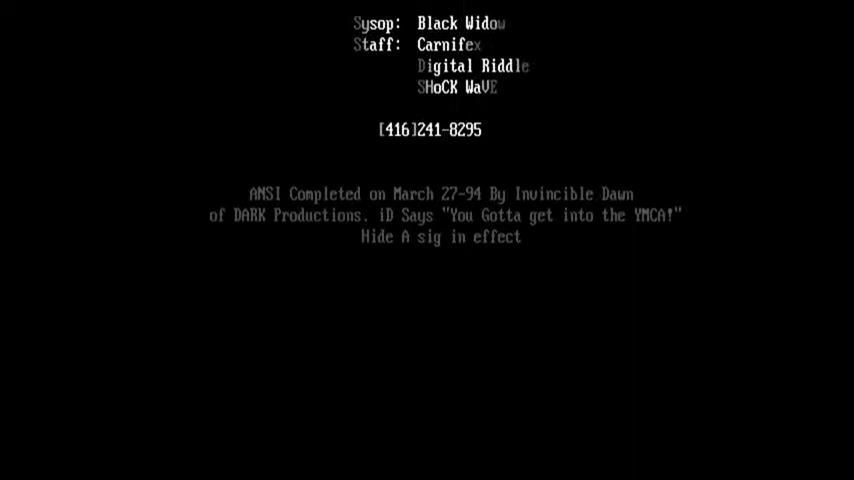 Sysop: Black Widow
Staff: Carnifex
Digital Riddle
SHoCK WaVE
[416]241-8295
ANSI Completed on March 27-94 By Invincible Dawn
of DARK Productions. iD Says "You Gotta get into the YMCA!"
Hide A sig in effect